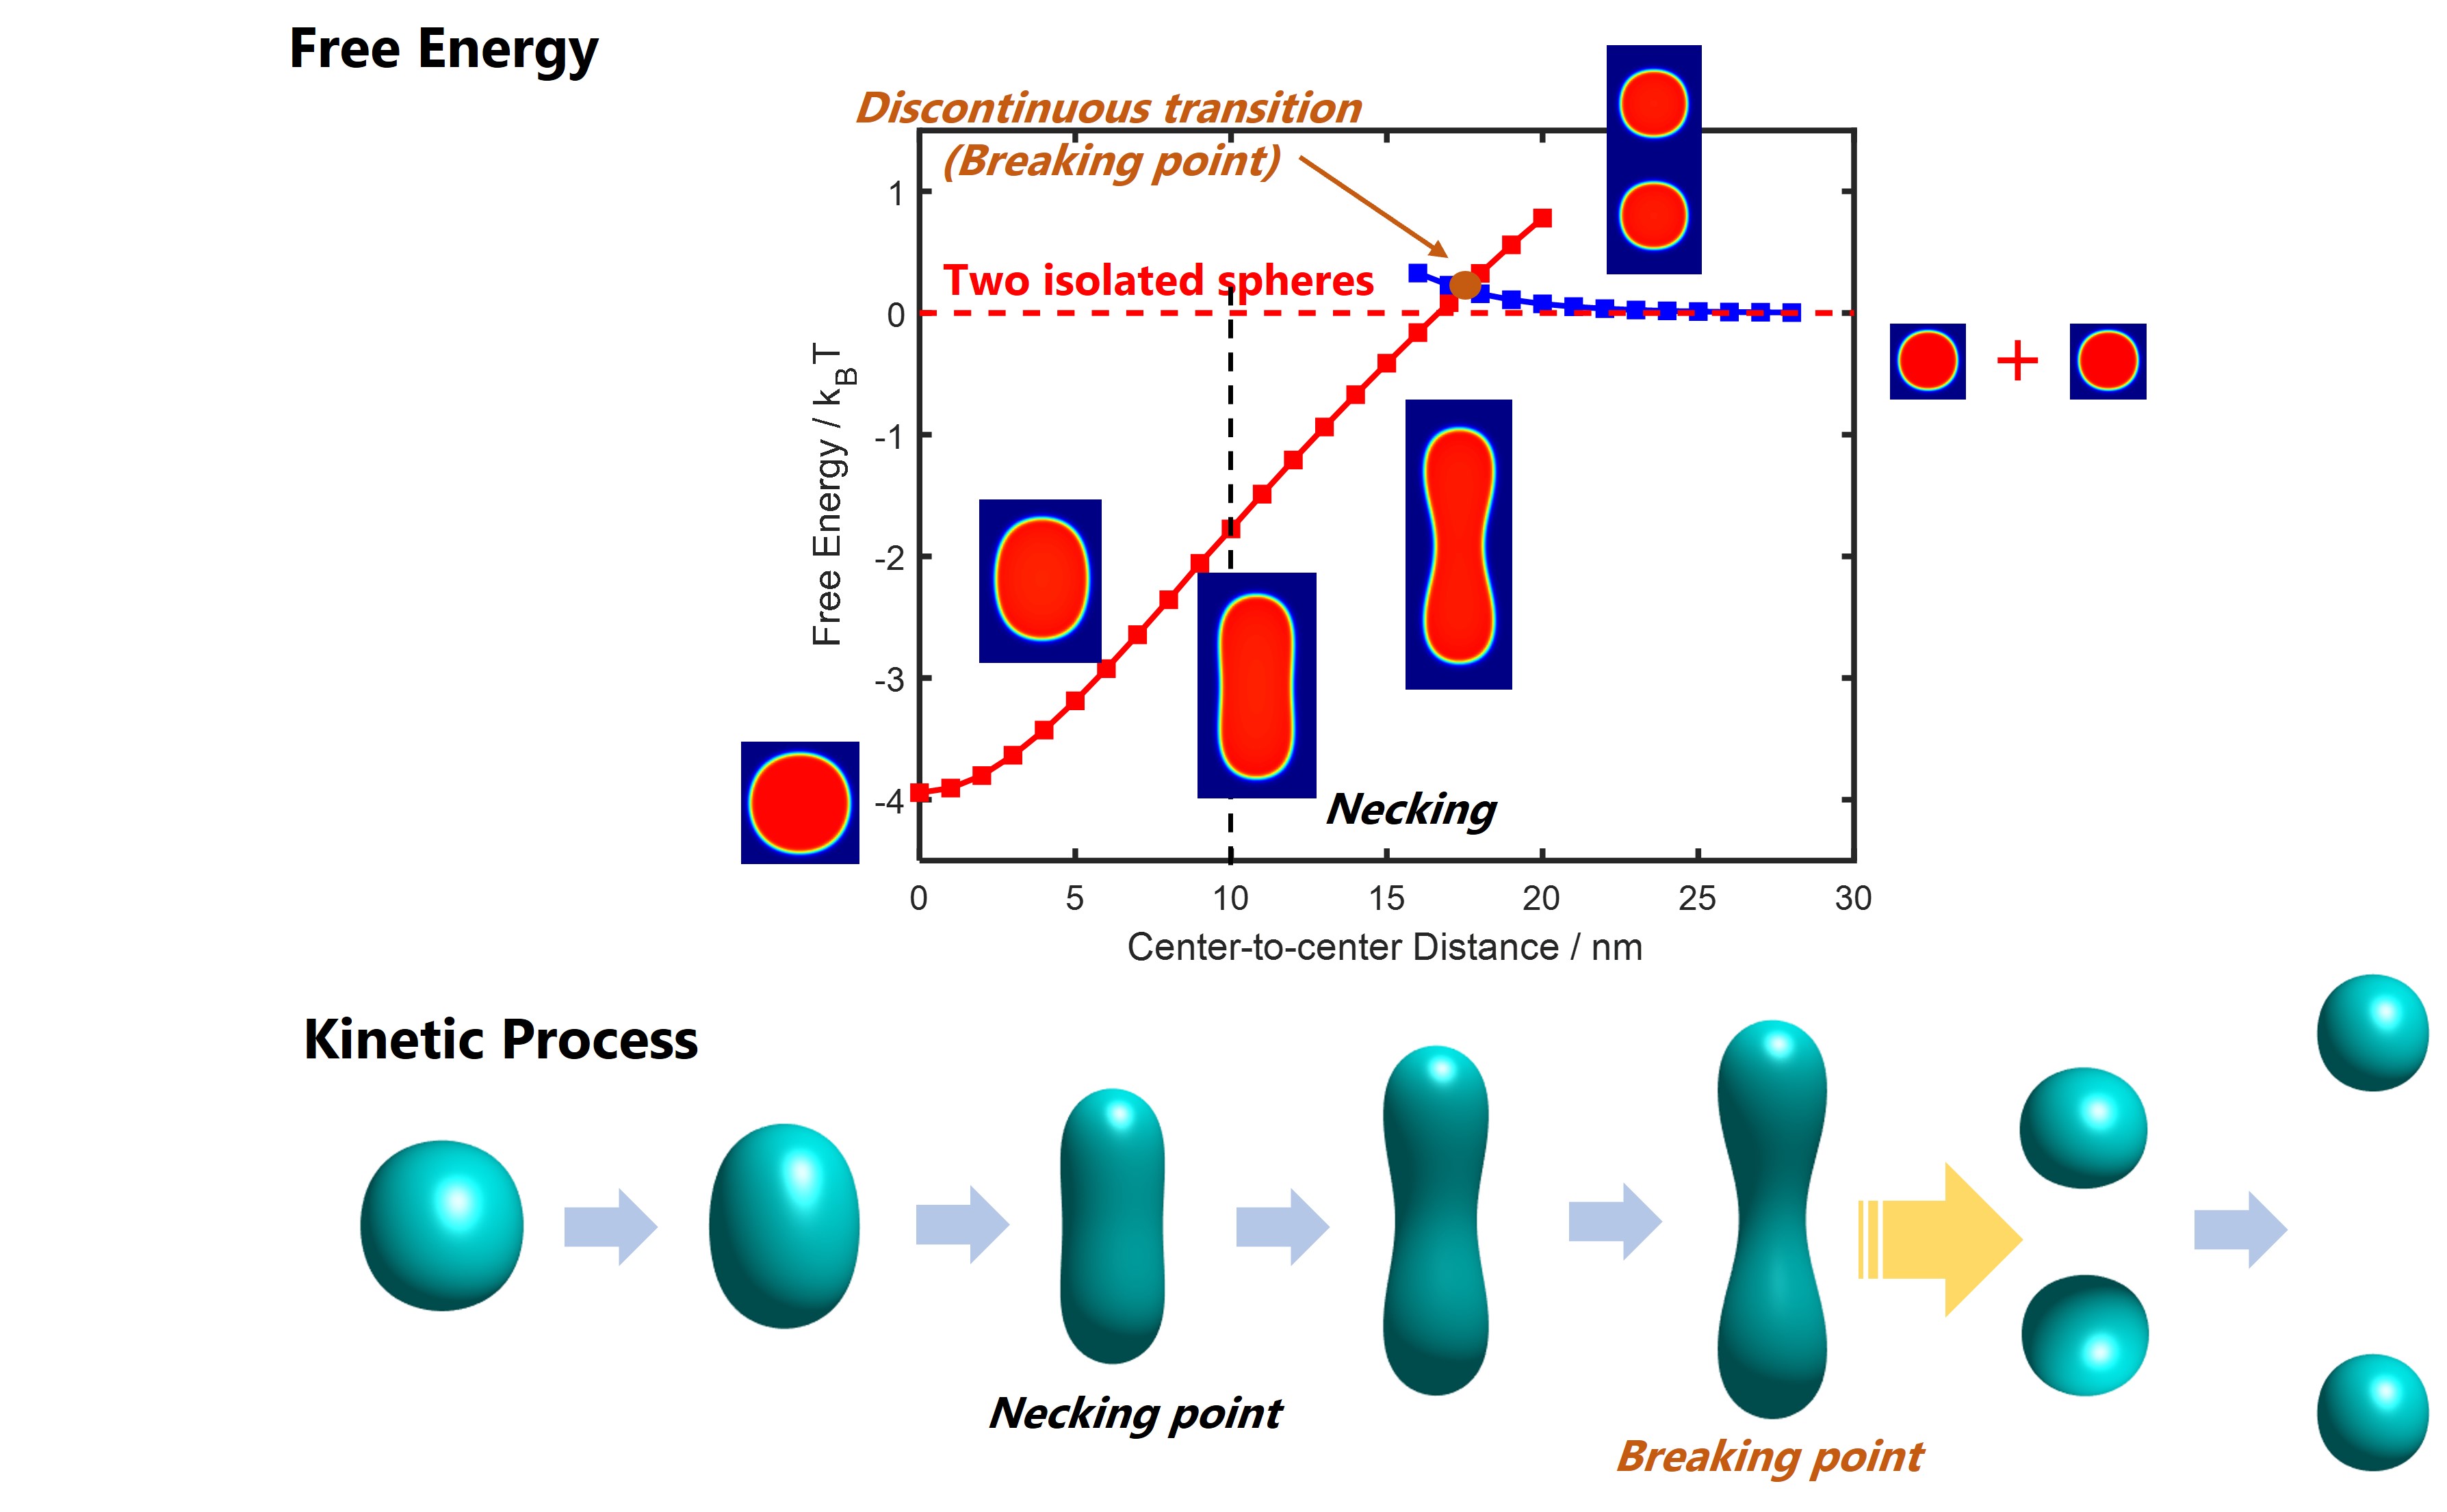 Free Energy
Discontinuous transition
(Breaking point)
Two isolated spheres
1
0
-1
-2
-3
-4
Free Energy / k_BT
+
Necking
0 5 10 15 20 25 30
Center-to-center Distance / nm
Kinetic Process
Necking point
Breaking point